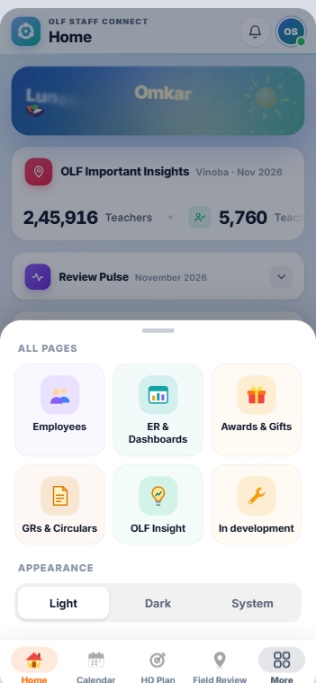 OLF STAFF CONNECT
Home
OS
Omkar
OLF Important Insights Vinoba · Nov 2026
2,45,916 Teachers • 5,760
Review Pulse November 2026
ALL PAGES
Employees
ER &
Dashboards
Awards & Gifts
GRs & Circulars
OLF Insight
In development
APPEARANCE
Light Dark System
Home Calendar HO Plan Field Review More